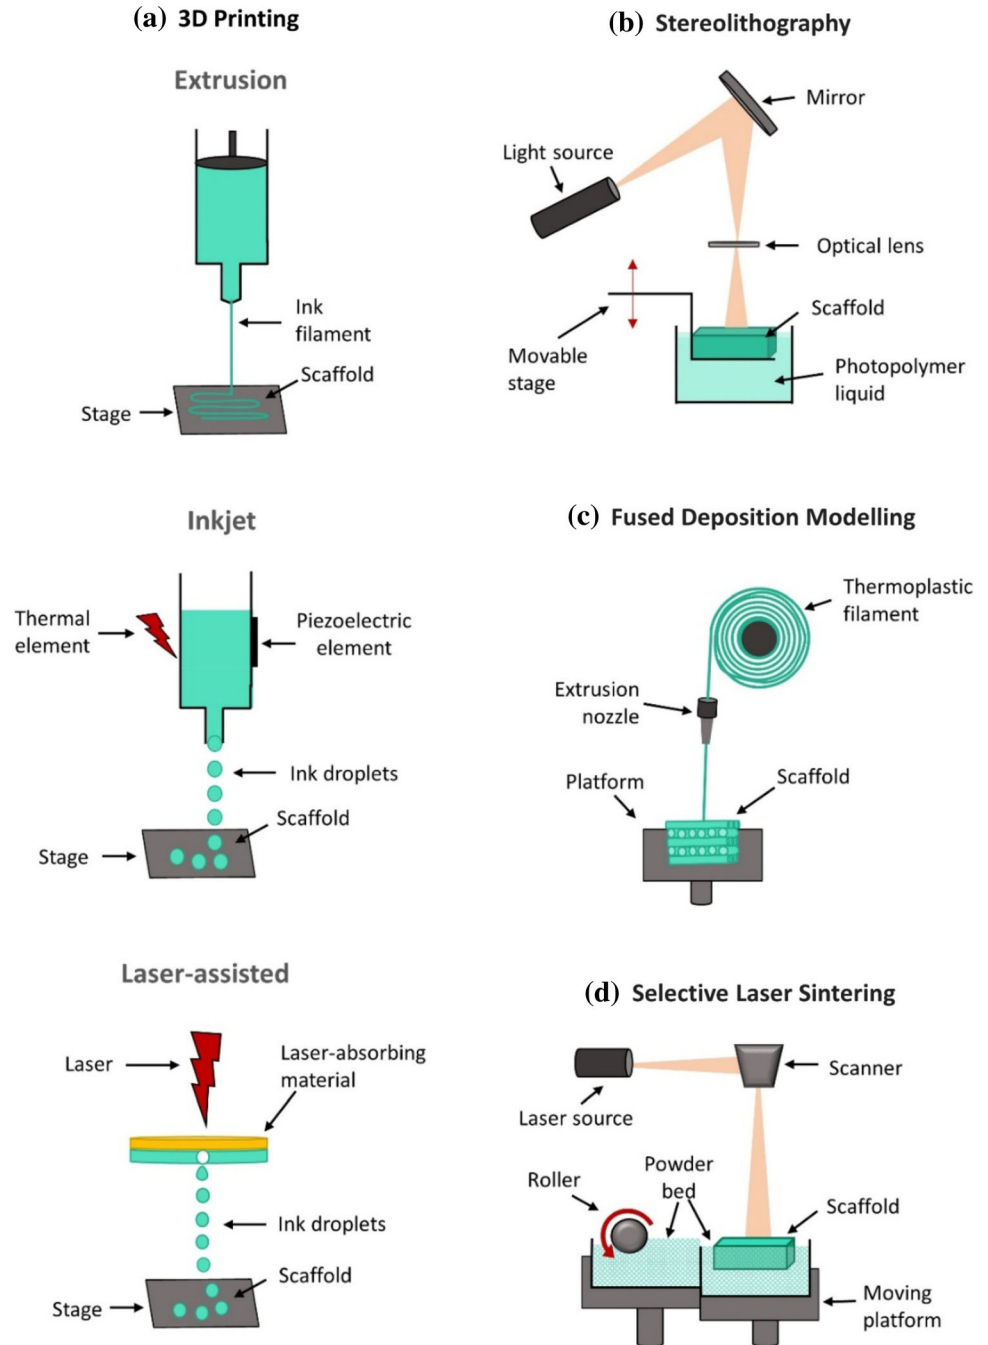 (a) 3D Printing
Extrusion
Ink
filament
Scaffold
Stage
Inkjet
Thermal
element
Piezoelectric
element
Ink droplets
Scaffold
Stage
Laser-assisted
Laser
Laser-absorbing
material
Ink droplets
Scaffold
Stage
(b) Stereolithography
Mirror
Light source
Optical lens
Scaffold
Movable
stage
Photopolymer
liquid
(c) Fused Deposition Modelling
Thermoplastic
filament
Extrusion
nozzle
Platform
Scaffold
(d) Selective Laser Sintering
Scanner
Laser source
Powder
bed
Roller
Scaffold
Moving
platform